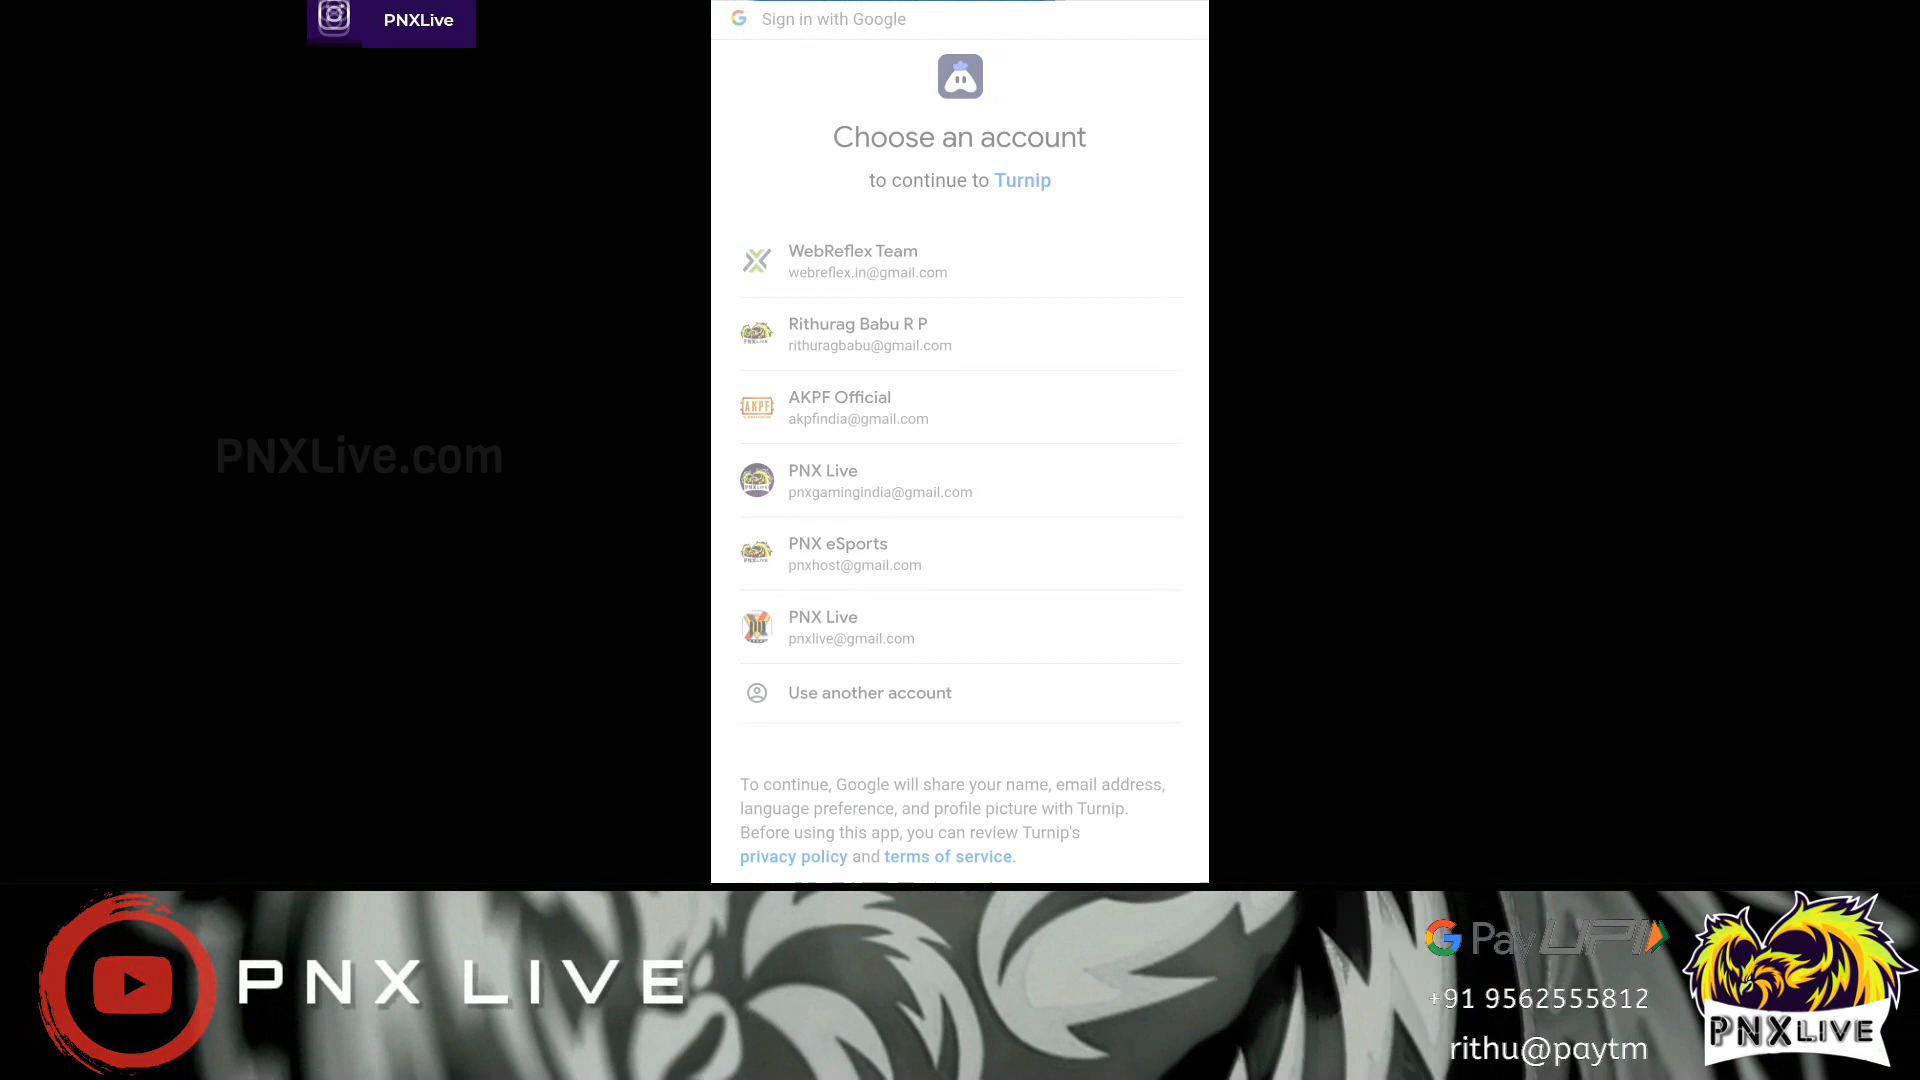 PNXLive
Sign in with Google
Choose an account
to continue to Turnip
WebReflex Team
webreflex.in@gmail.com
Rithurag Babu R P
rithuragbabu@gmail.com
AKPF
AKPF Official
akpfindia@gmail.com
PNX Live
pnxgamingindia@gmail.com
PNX eSports
pnxhost@gmail.com
PNX Live
pnxlive@gmail.com
Use another account
To continue, Google will share your name, email address,
language preference, and profile picture with Turnip.
Before using this app, you can review Turnip's
privacy policy and terms of service.
PNXLive.com
PNX LIVE
G Pay UPI
+91 9562555812
rithu@paytm
PNXLIVE